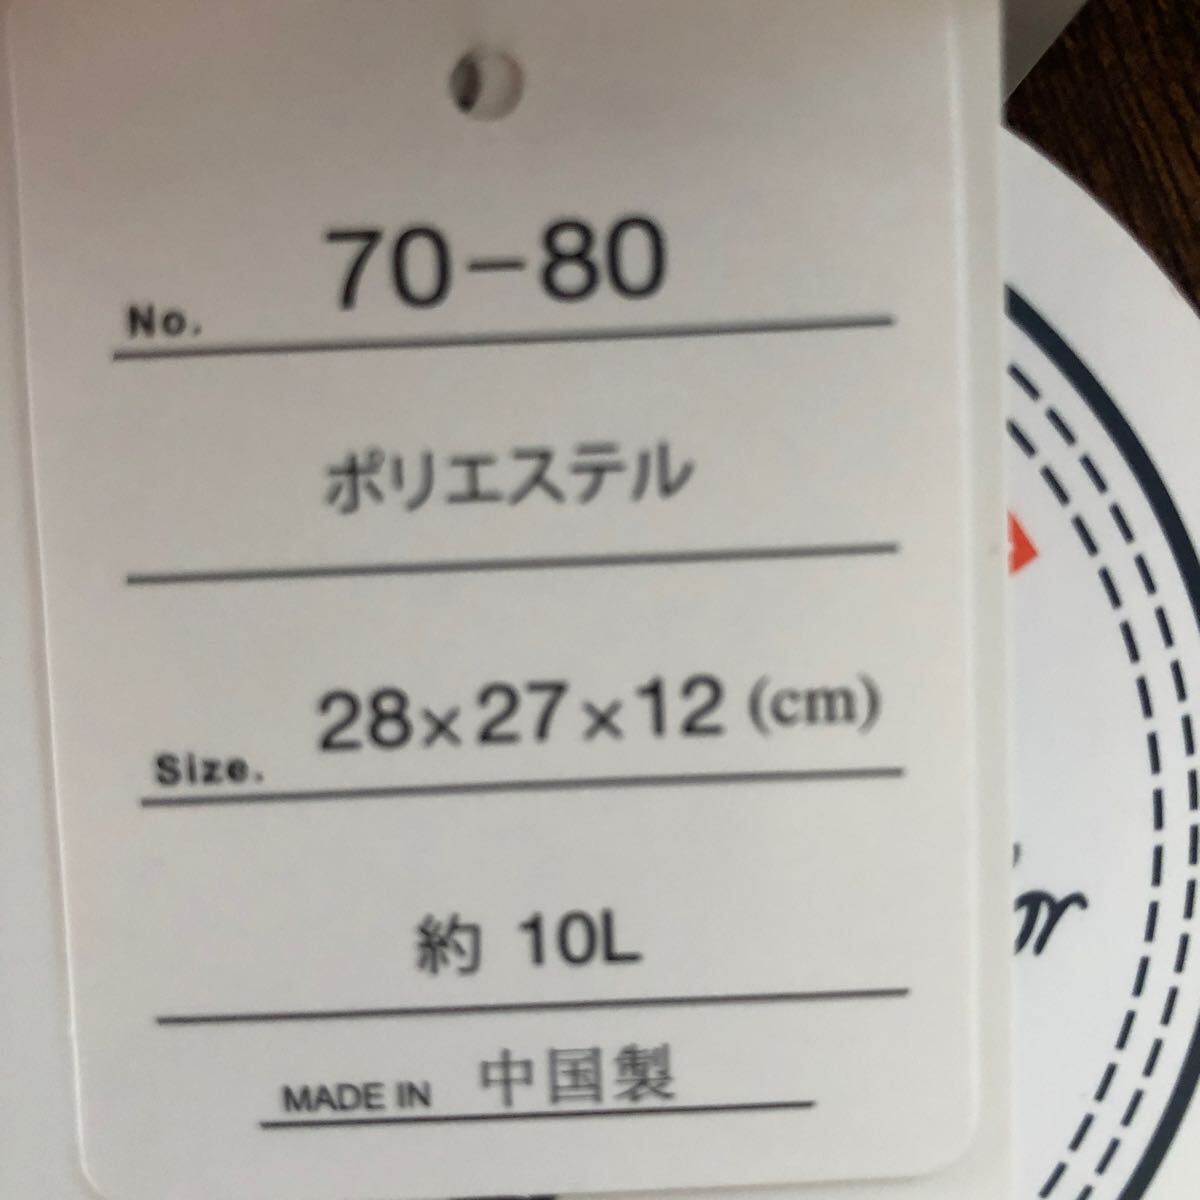 No. 70-80
ポリエステル
Size. 28×27×12 (cm)
約 10L
MADE IN 中国製